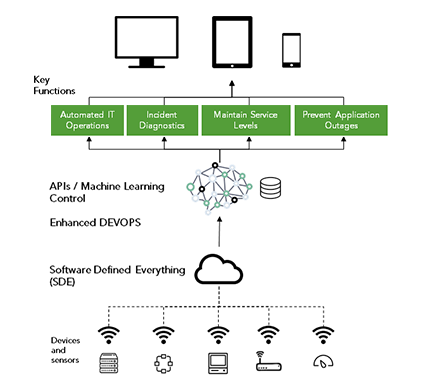 Key
Functions
Automated IT
Operations
Incident
Diagnostics
Maintain Service
Levels
Prevent Application
Outages
APIs / Machine Learning
Control
Enhanced DEVOPS
Software Defined Everything
(SDE)
Devices
and
sensors